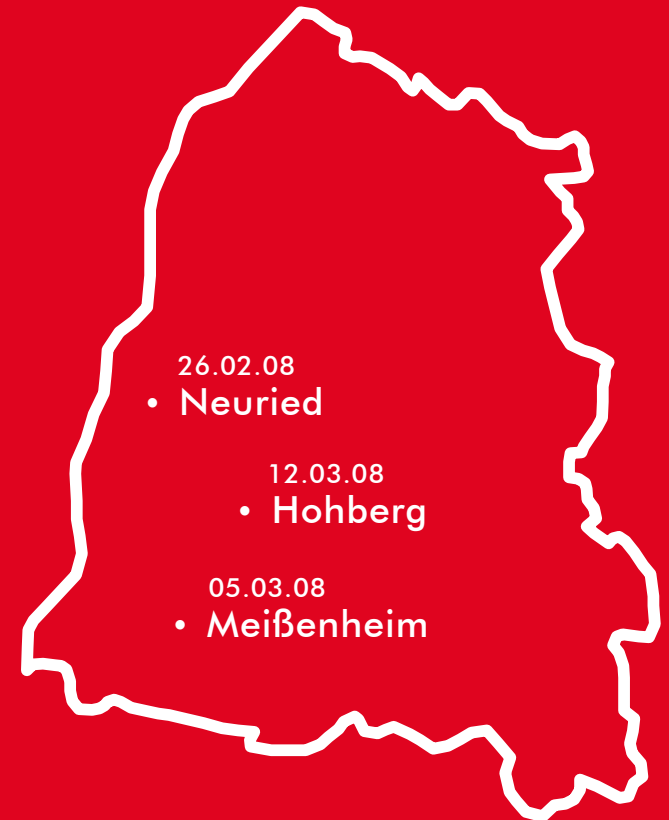 26.02.08
• Neuried
12.03.08
• Hohberg
05.03.08
• Meißenheim